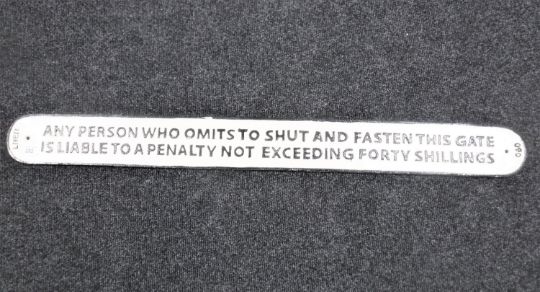 ANY PERSON WHO OMITS TO SHUT AND FASTEN THIS GATE
IS LIABLE TO A PENALTY NOT EXCEEDING FORTY SHILLINGS